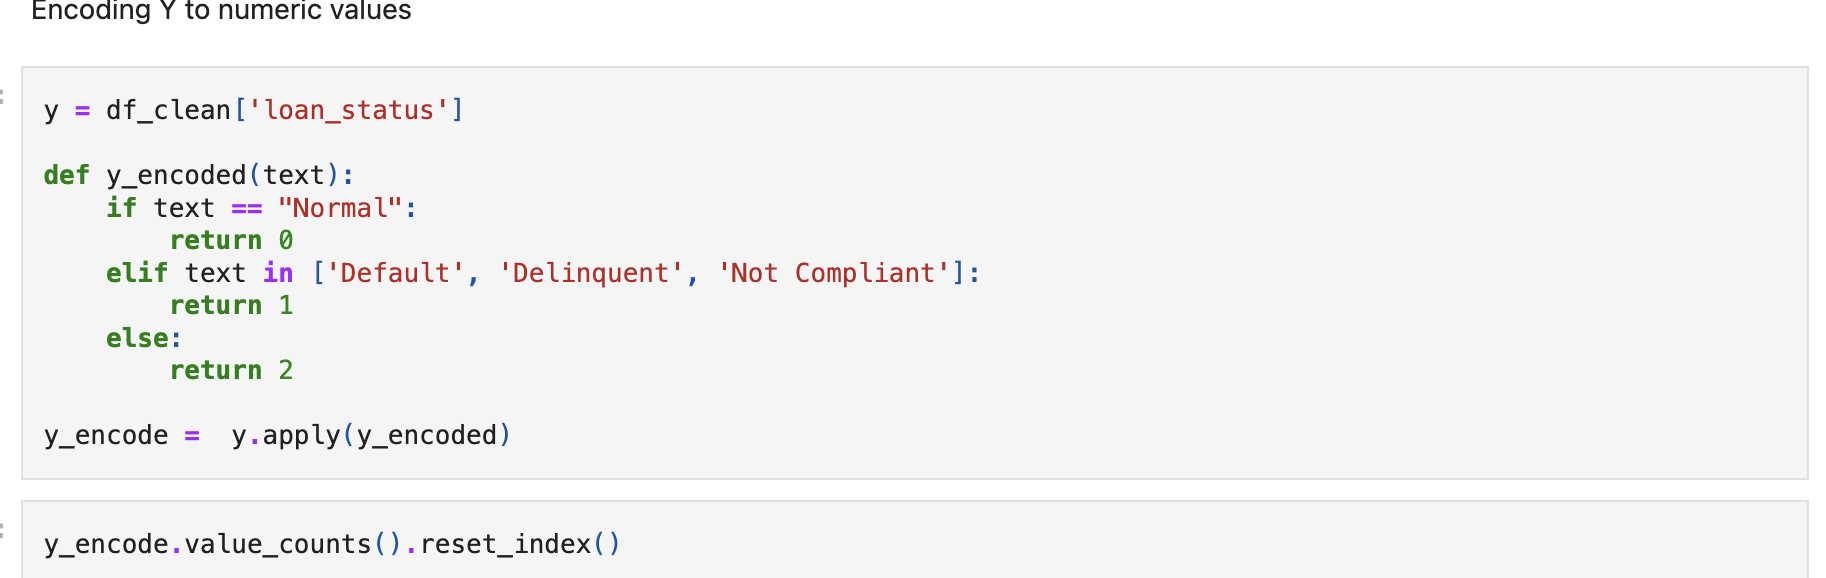 Encoding Y to numeric values
y = df_clean['loan_status']
def y_encoded(text):
    if text == "Normal":
        return 0
    elif text in ['Default', 'Delinquent', 'Not Compliant']:
        return 1
    else:
        return 2
y_encode =  y.apply(y_encoded)
y_encode.value_counts().reset_index()